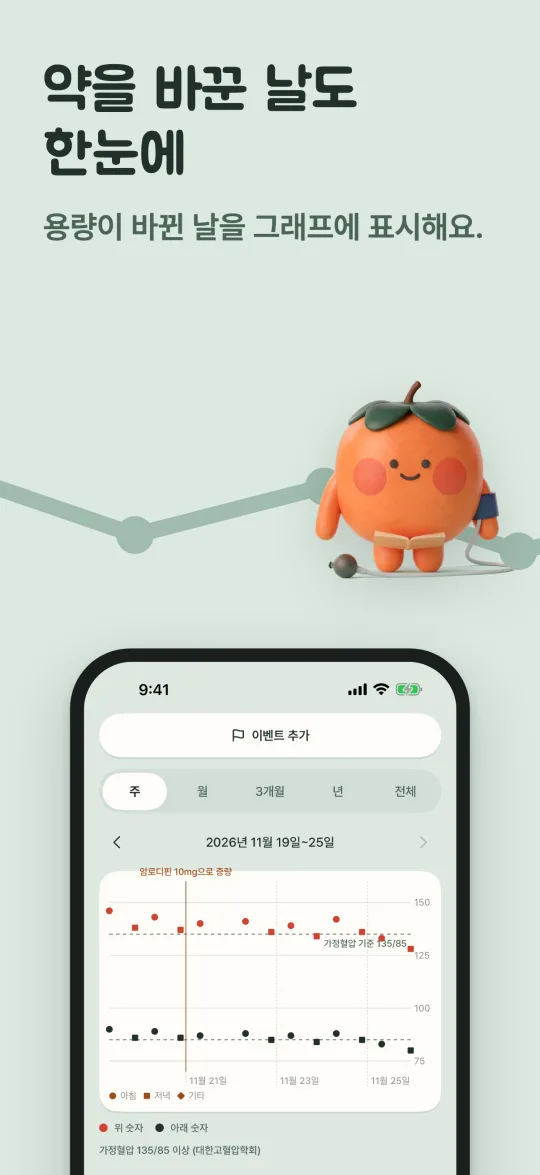 약을 바꾼 날도
한눈에
용량이 바뀐 날을 그래프에 표시해요.
9:41
이벤트 추가
주 월 3개월 년 전체
2026년 11월 19일~25일
암로디핀 10mg으로 증량
150
가정혈압 기준 135/85
125
100
75
11월 21일 11월 23일 11월 25일
아침 저녁 기타
위 숫자 아래 숫자
가정혈압 135/85 이상 (대한고혈압학회)